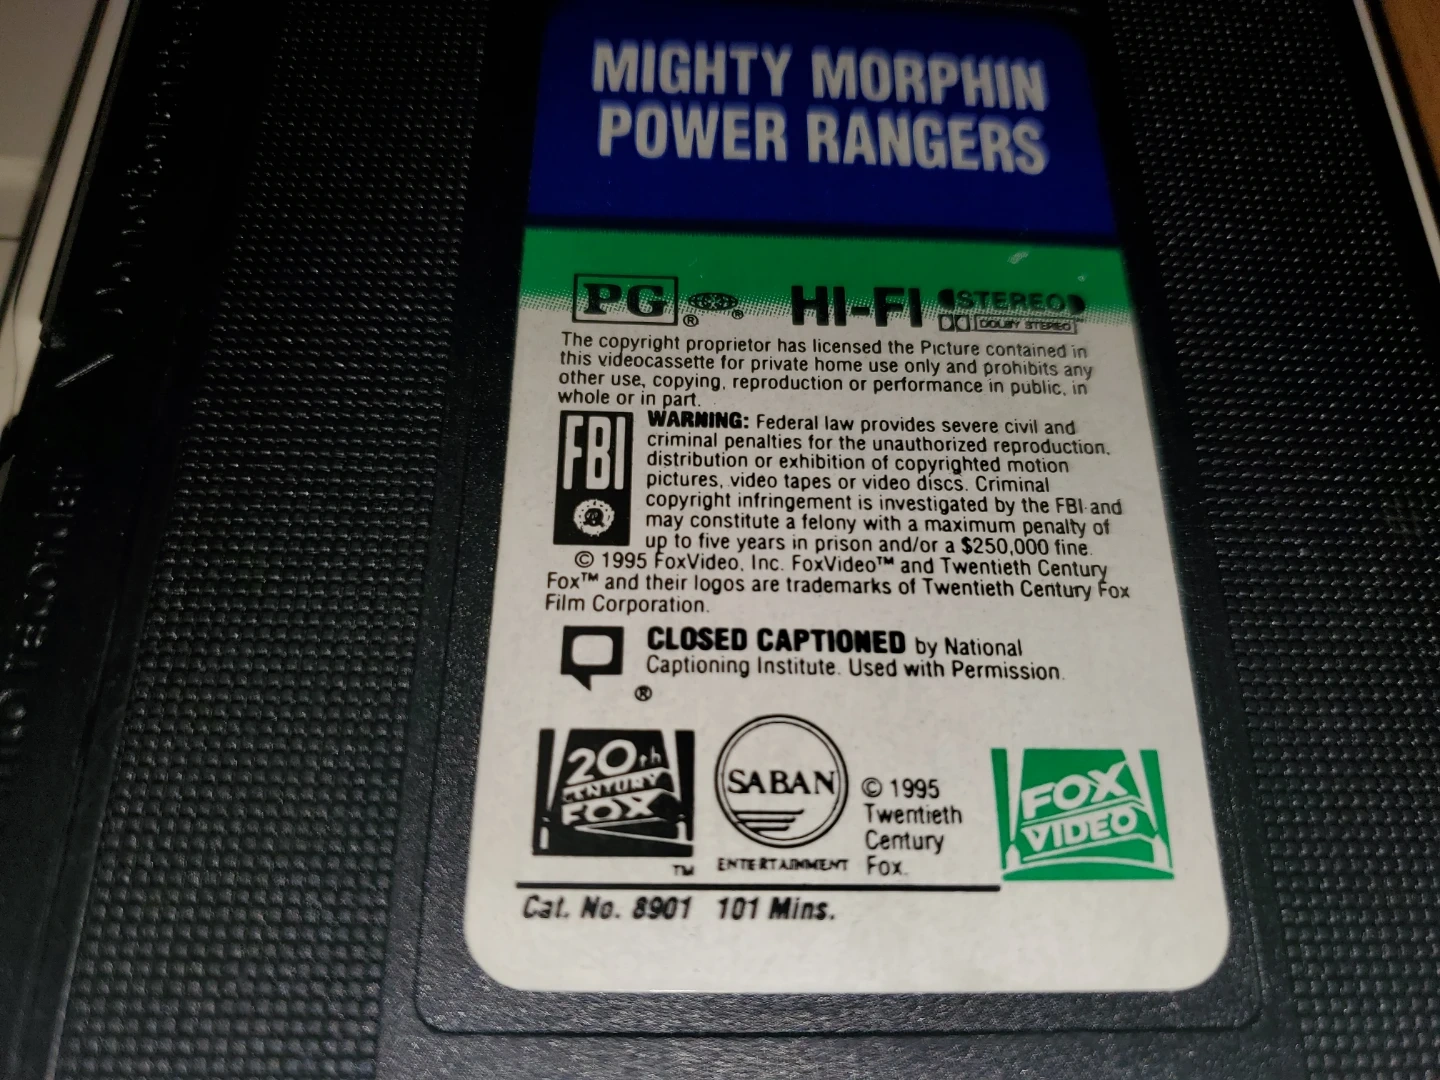 MIGHTY MORPHIN
POWER RANGERS
PG® ® HI-FI STEREO
DOLBY STEREO
The copyright proprietor has licensed the Picture contained in
this videocassette for private home use only and prohibits any
other use, copying, reproduction or performance in public, in
whole or in part.
FBI
WARNING: Federal law provides severe civil and
criminal penalties for the unauthorized reproduction,
distribution or exhibition of copyrighted motion
pictures, video tapes or video discs. Criminal
copyright infringement is investigated by the FBI and
may constitute a felony with a maximum penalty of
up to five years in prison and/or a $250,000 fine.
© 1995 FoxVideo, Inc. FoxVideo™ and Twentieth Century
Fox™ and their logos are trademarks of Twentieth Century Fox
Film Corporation.
CLOSED CAPTIONED by National
Captioning Institute. Used with Permission.
®
20th
CENTURY
FOX
TM
SABAN
ENTERTAINMENT
© 1995
Twentieth
Century
Fox.
FOX
VIDEO
Cat. No. 8901 101 Mins.